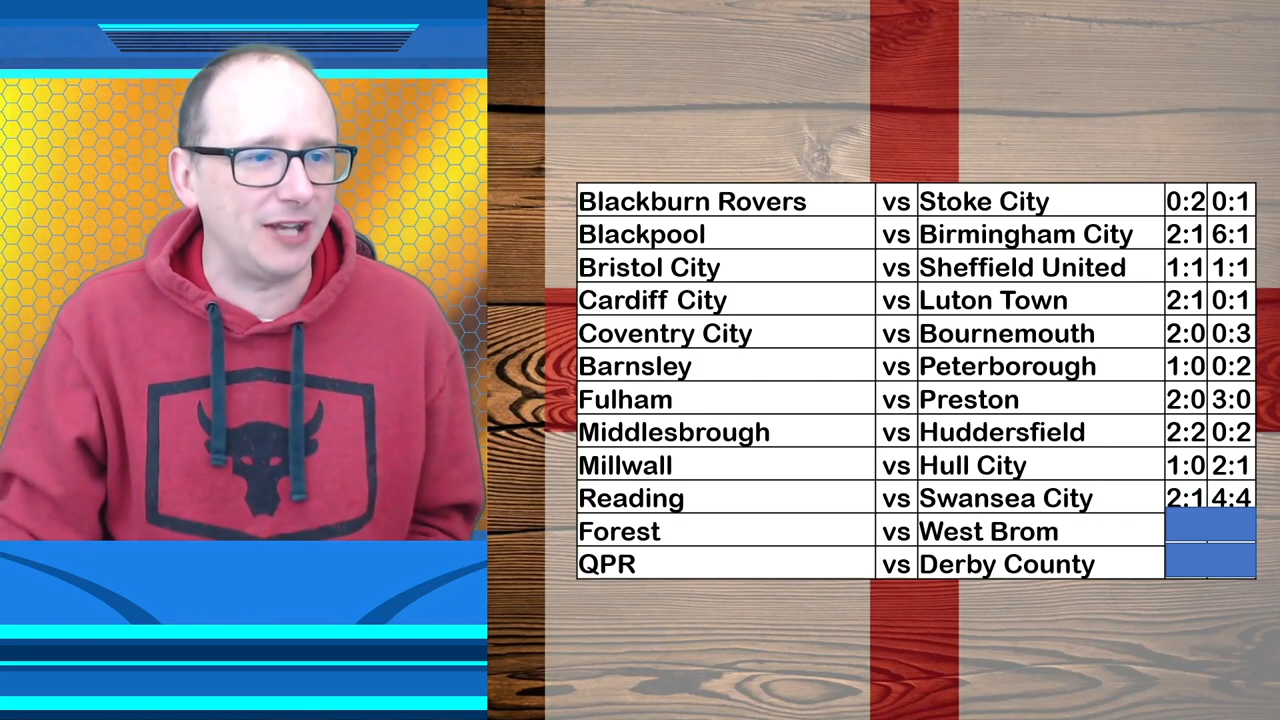 Blackburn Rovers vs Stoke City 0:2 0:1
Blackpool vs Birmingham City 2:1 6:1
Bristol City vs Sheffield United 1:1 1:1
Cardiff City vs Luton Town 2:1 0:1
Coventry City vs Bournemouth 2:0 0:3
Barnsley vs Peterborough 1:0 0:2
Fulham vs Preston 2:0 3:0
Middlesbrough vs Huddersfield 2:2 0:2
Millwall vs Hull City 1:0 2:1
Reading vs Swansea City 2:1 4:4
Forest vs West Brom
QPR vs Derby County